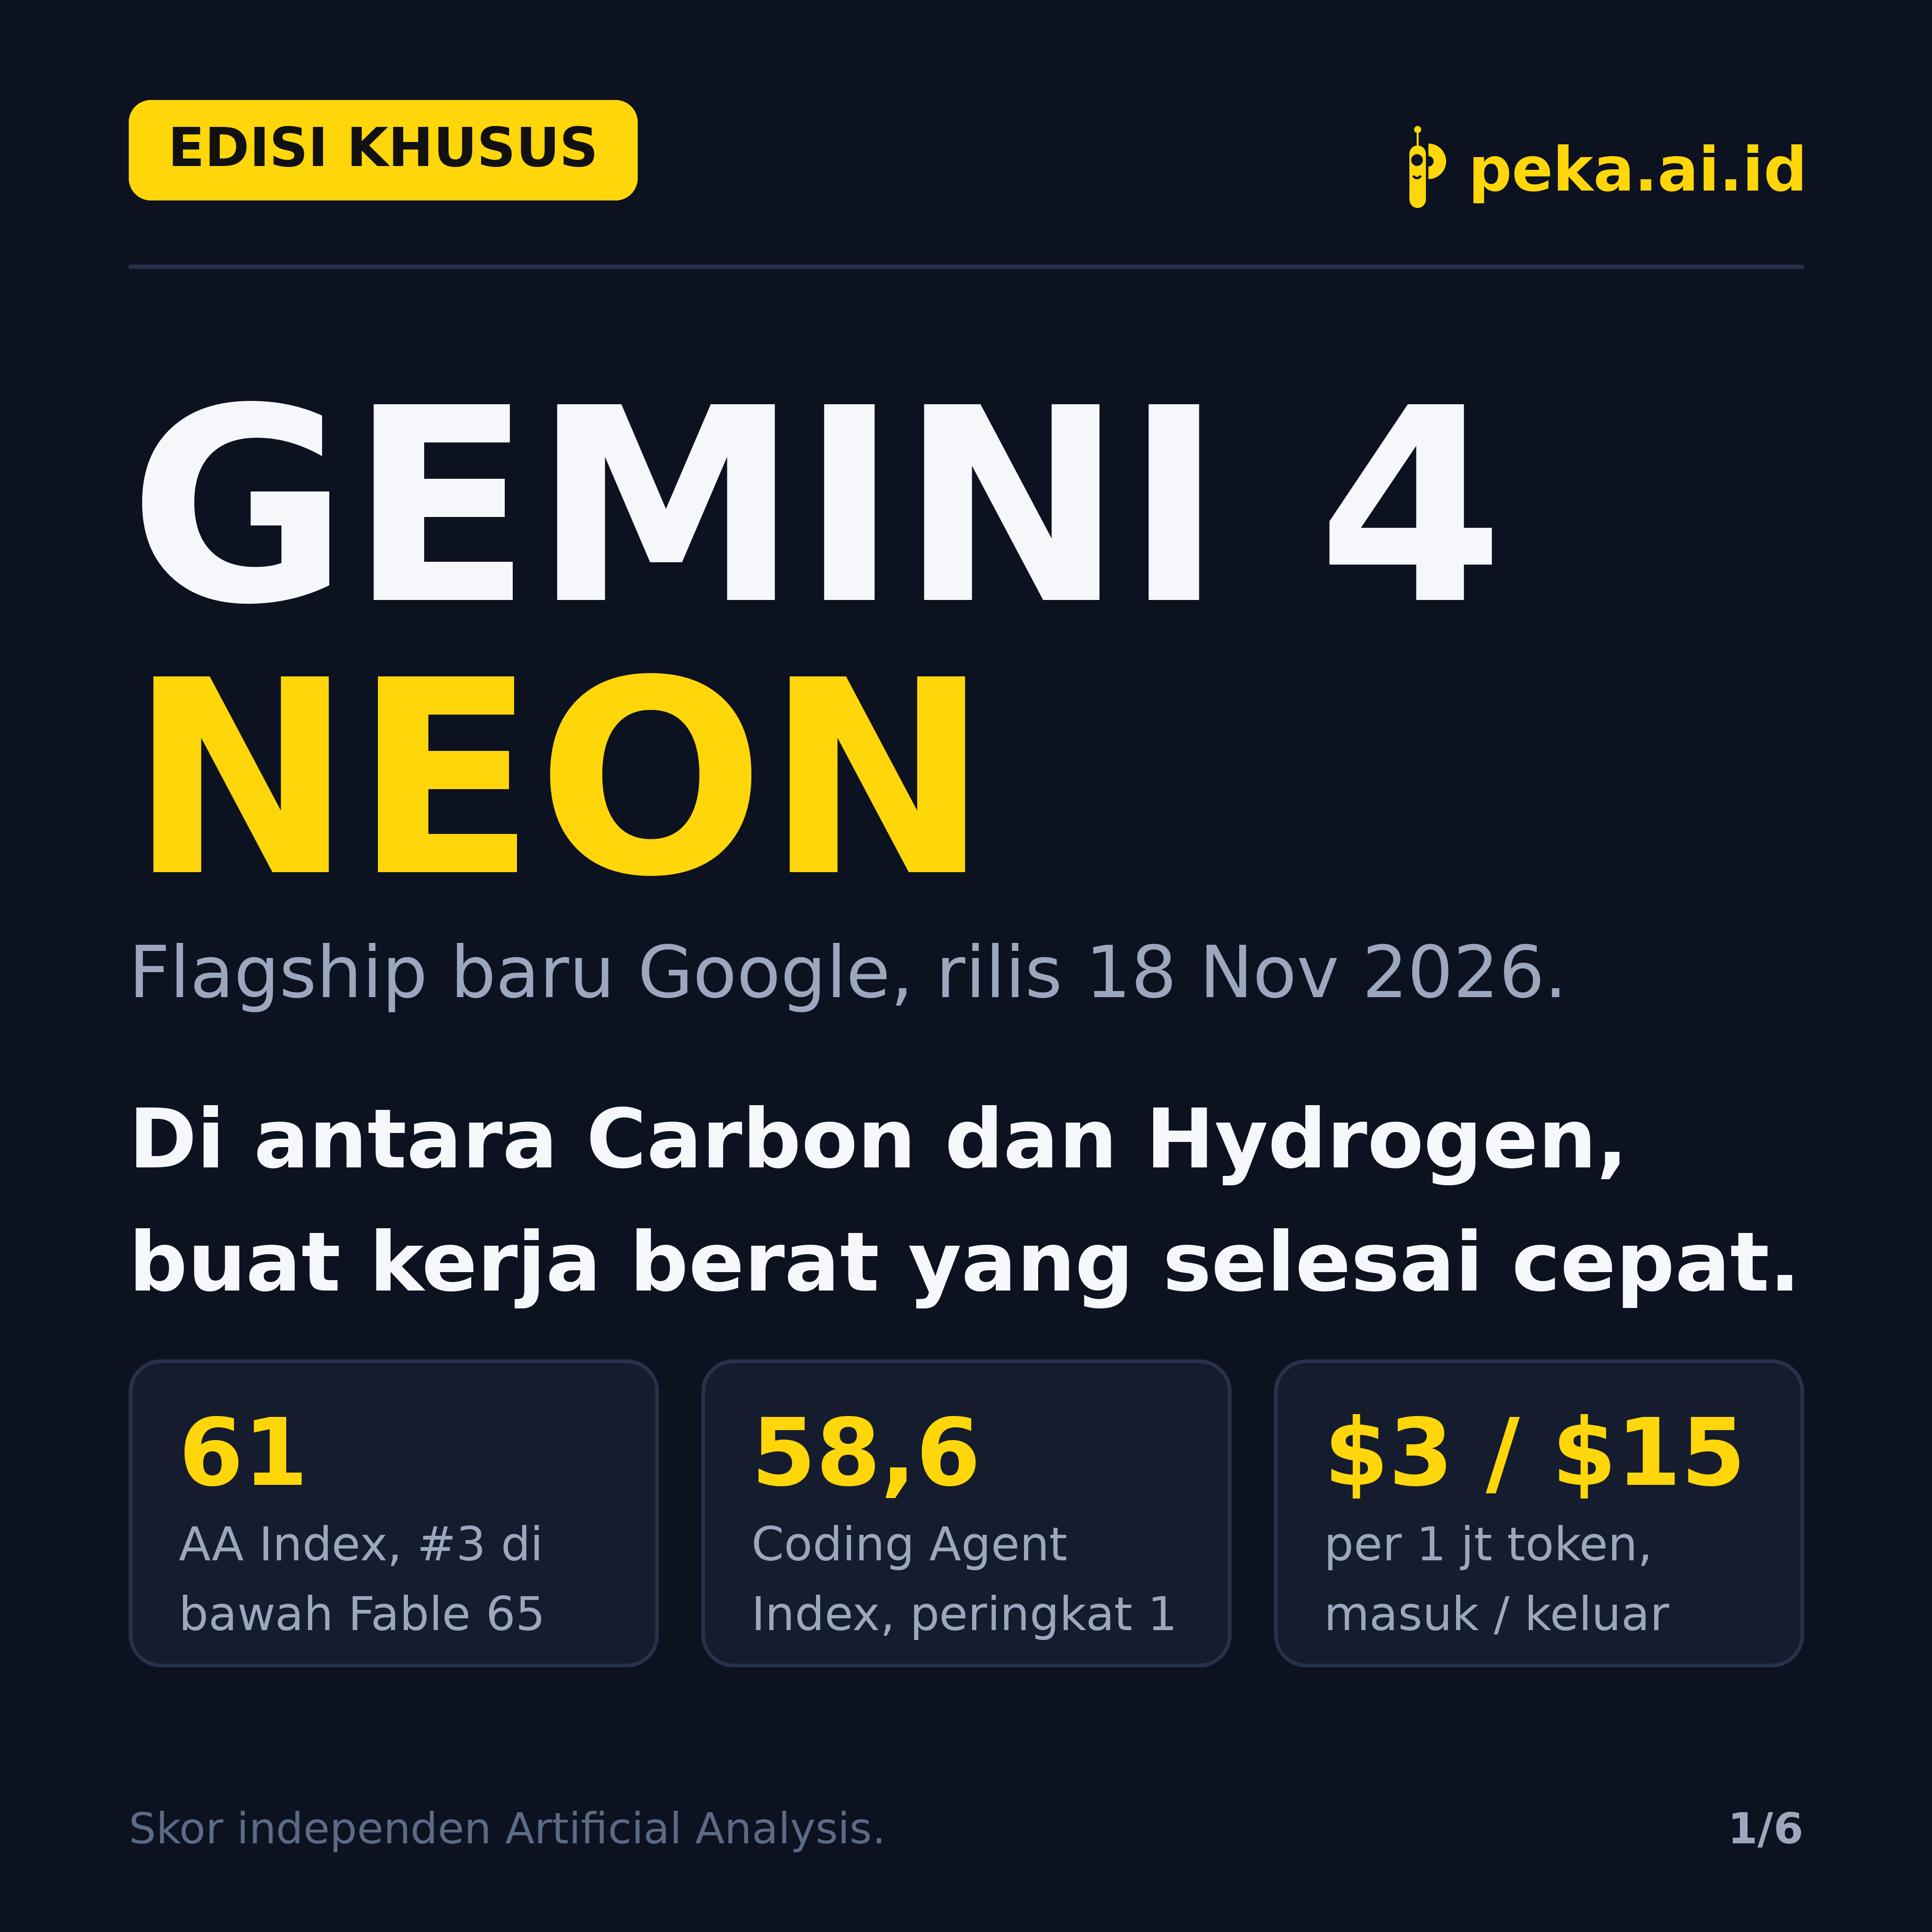 EDISI KHUSUS
peka.ai.id
GEMINI 4
NEON
Flagship baru Google, rilis 18 Nov 2026.
Di antara Carbon dan Hydrogen,
buat kerja berat yang selesai cepat.
61
AA Index, #3 di
bawah Fable 65
58,6
Coding Agent
Index, peringkat 1
$3 / $15
per 1 jt token,
masuk / keluar
Skor independen Artificial Analysis.
1/6